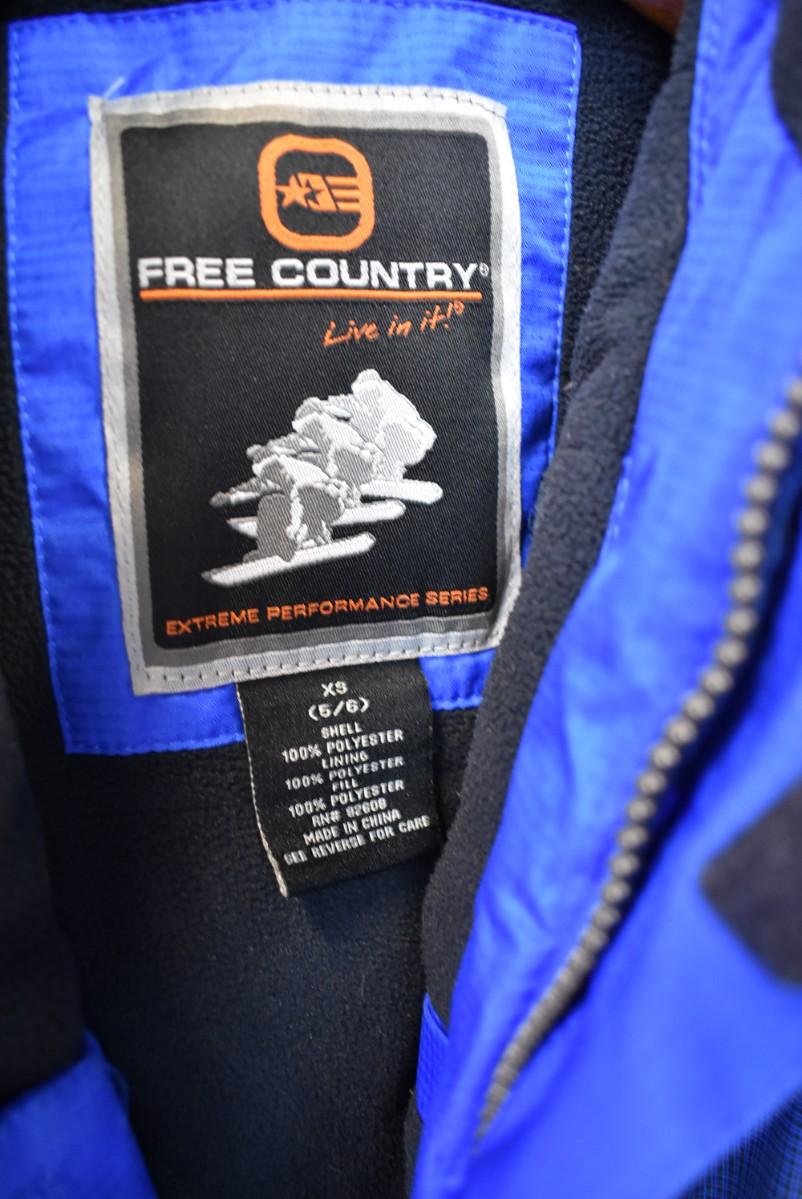 FREE COUNTRY®
Live in it!®
EXTREME PERFORMANCE SERIES
XS
(5/6)
SHELL
100% POLYESTER
LINING
100% POLYESTER
FILL
100% POLYESTER
RN# 82608
MADE IN CHINA
SEE REVERSE FOR CARE